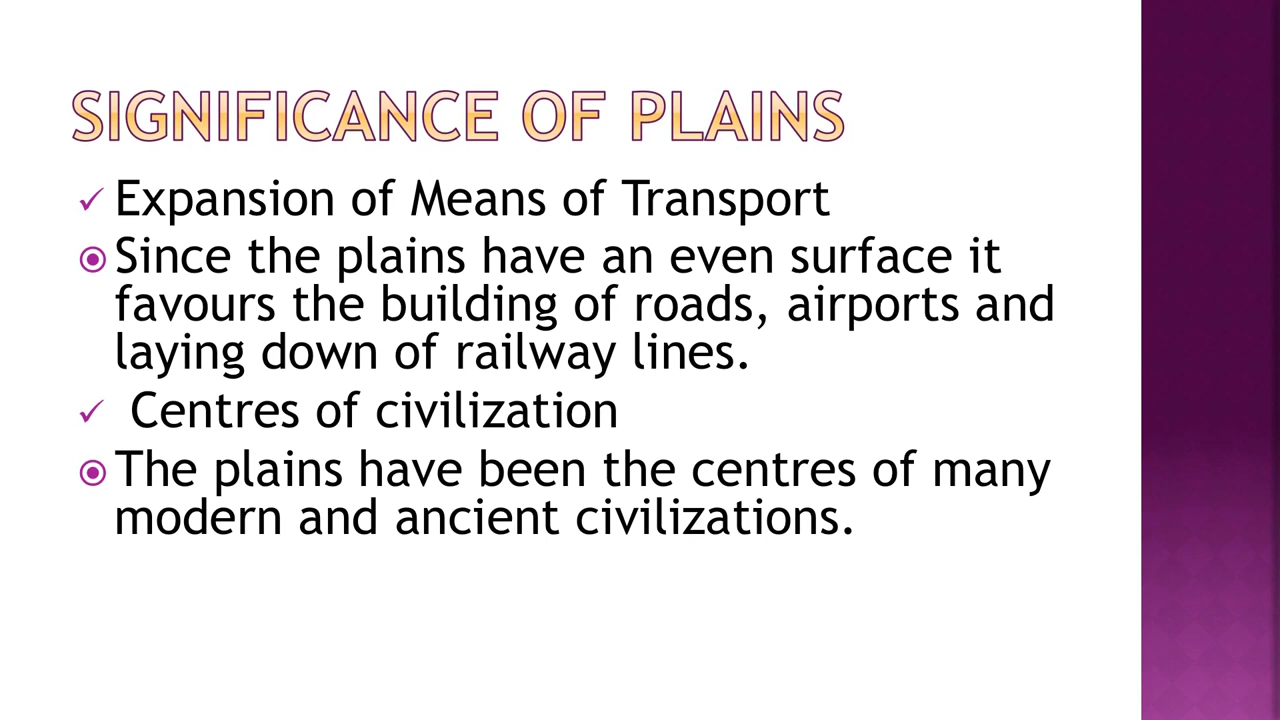 SIGNIFICANCE OF PLAINS
✓ Expansion of Means of Transport
Since the plains have an even surface it
favours the building of roads, airports and
laying down of railway lines.
✓ Centres of civilization
The plains have been the centres of many
modern and ancient civilizations.